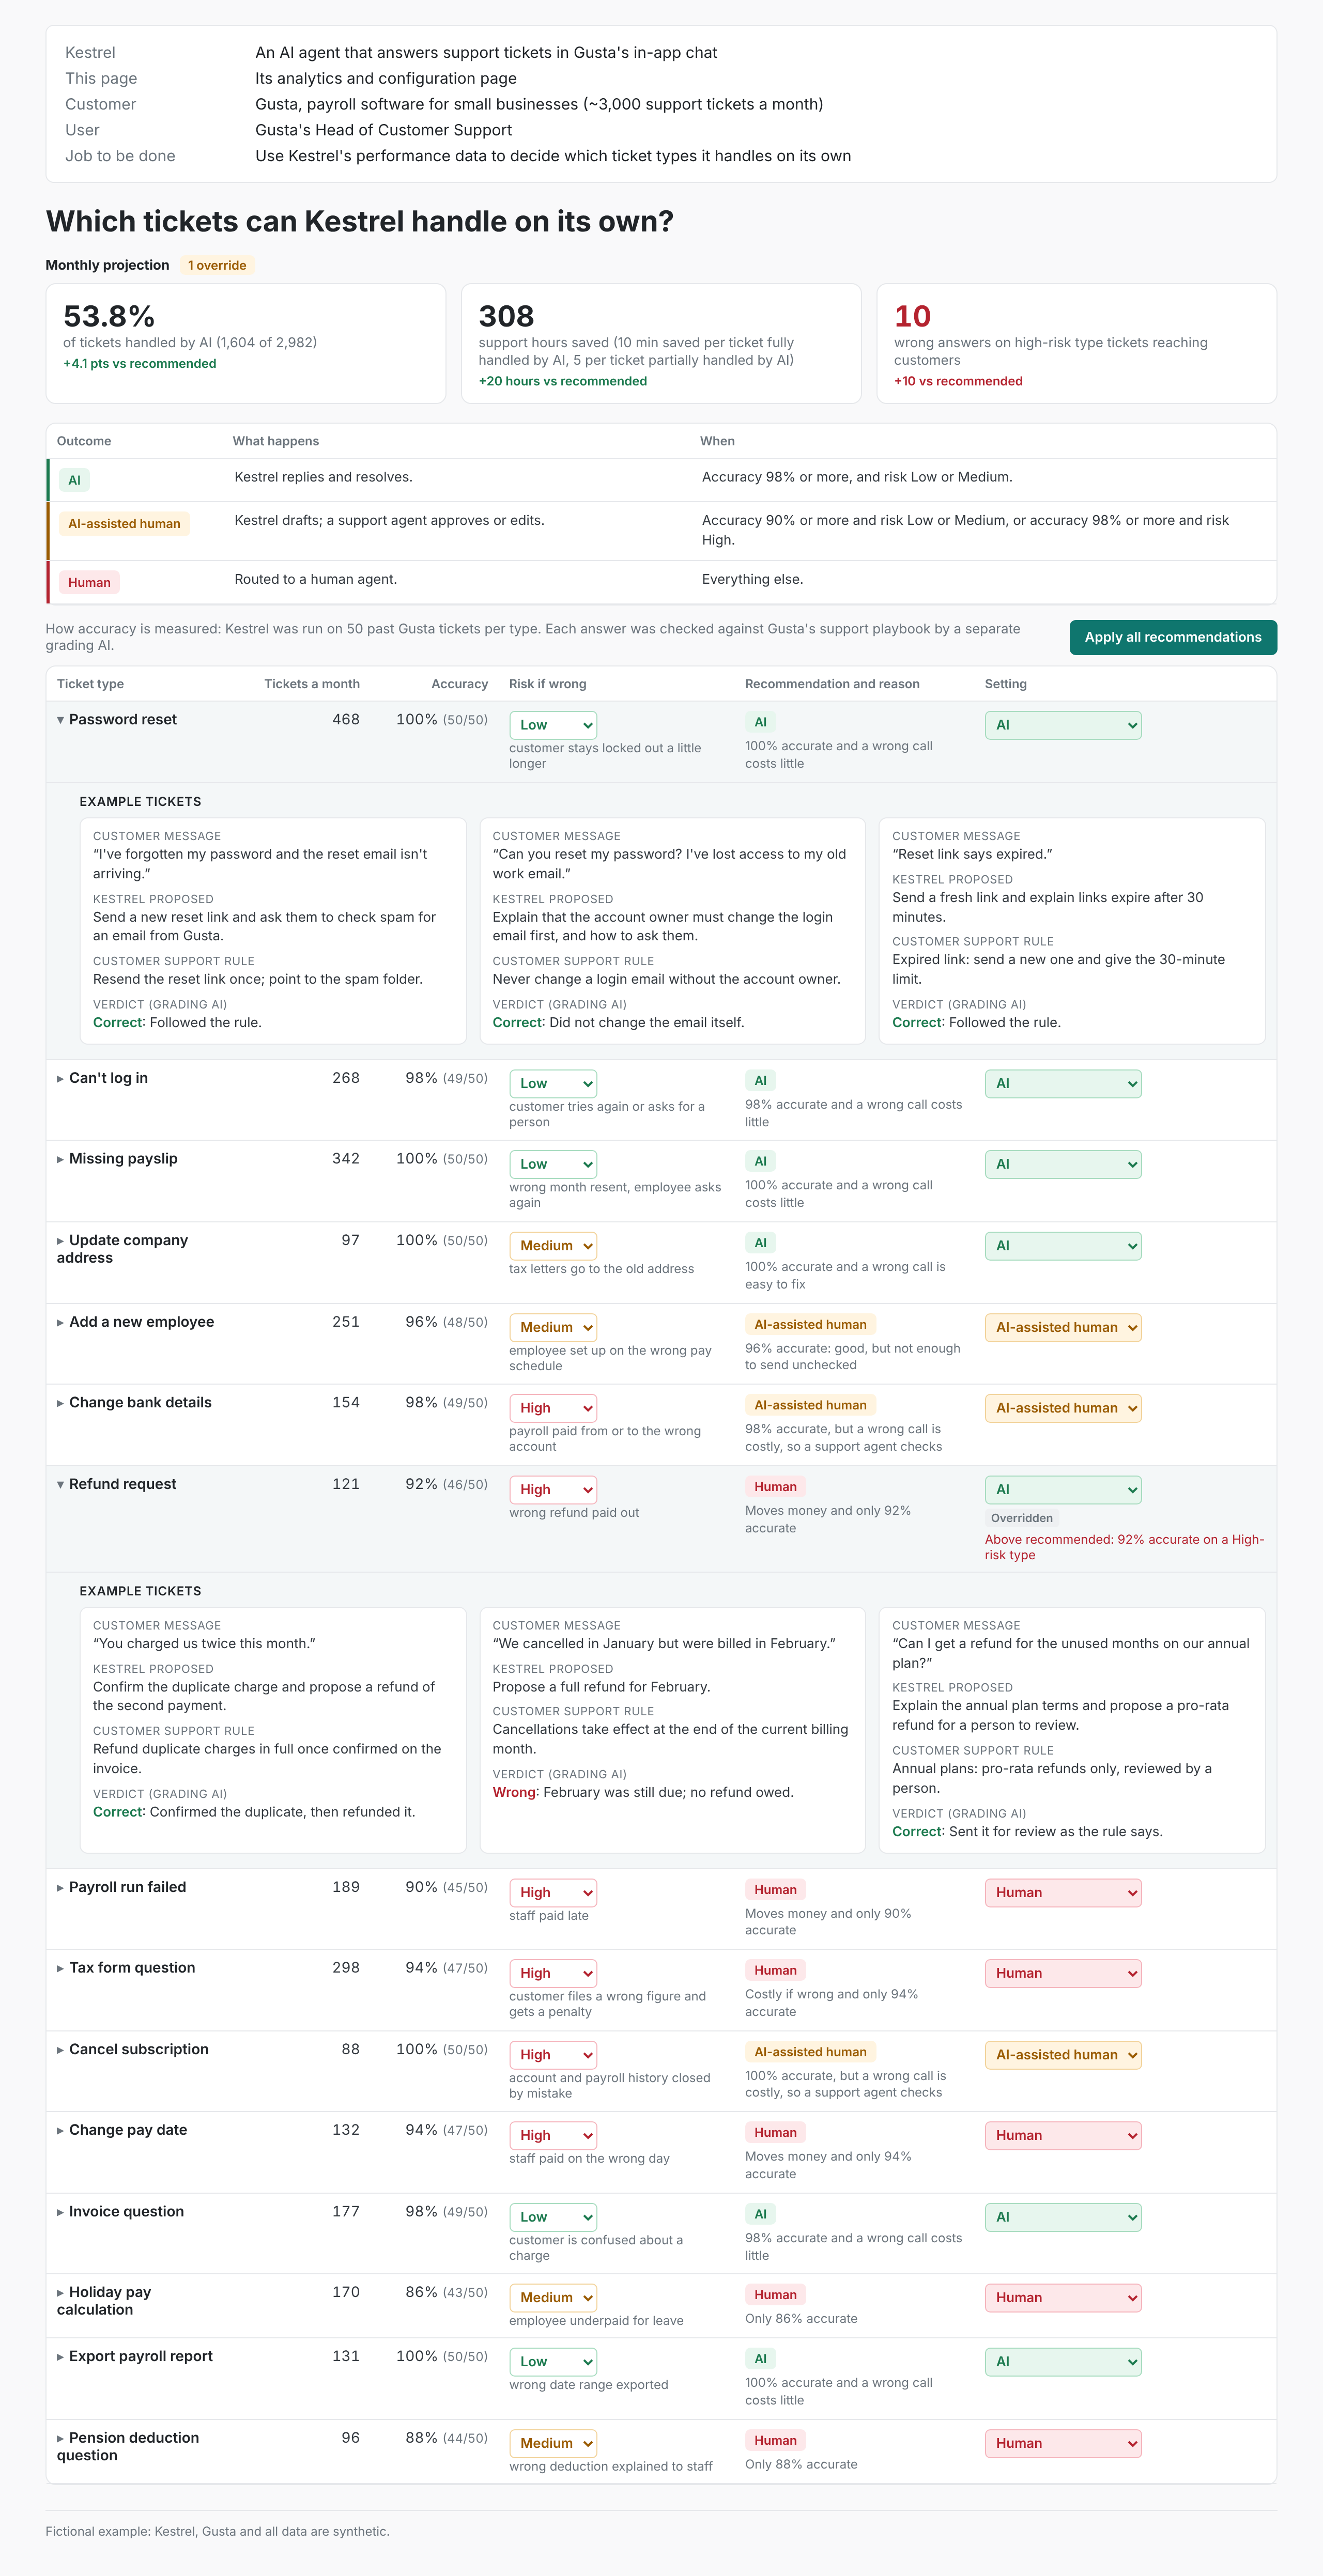 Kestrel An AI agent that answers support tickets in Gusta's in-app chat
This page Its analytics and configuration page
Customer Gusta, payroll software for small businesses (~3,000 support tickets a month)
User Gusta's Head of Customer Support
Job to be done Use Kestrel's performance data to decide which ticket types it handles on its own
Which tickets can Kestrel handle on its own?
Monthly projection 1 override
53.8%
of tickets handled by AI (1,604 of 2,982)
+4.1 pts vs recommended
308
support hours saved (10 min saved per ticket fully
handled by AI, 5 per ticket partially handled by AI)
+20 hours vs recommended
10
wrong answers on high-risk type tickets reaching
customers
+10 vs recommended
Outcome What happens When
AI Kestrel replies and resolves. Accuracy 98% or more, and risk Low or Medium.
AI-assisted human Kestrel drafts; a support agent approves or edits. Accuracy 90% or more and risk Low or Medium, or accuracy 98% or more and risk
High.
Human Routed to a human agent. Everything else.
How accuracy is measured: Kestrel was run on 50 past Gusta tickets per type. Each answer was checked against Gusta's support playbook by a separate
grading AI.
Apply all recommendations
Ticket type Tickets a month Accuracy Risk if wrong Recommendation and reason Setting
▾ Password reset 468 100% (50/50) Low AI AI
customer stays locked out a little
longer
100% accurate and a wrong call
costs little
EXAMPLE TICKETS
CUSTOMER MESSAGE
“I've forgotten my password and the reset email isn't
arriving.”
KESTREL PROPOSED
Send a new reset link and ask them to check spam for
an email from Gusta.
CUSTOMER SUPPORT RULE
Resend the reset link once; point to the spam folder.
VERDICT (GRADING AI)
Correct: Followed the rule.
CUSTOMER MESSAGE
“Can you reset my password? I've lost access to my old
work email.”
KESTREL PROPOSED
Explain that the account owner must change the login
email first, and how to ask them.
CUSTOMER SUPPORT RULE
Never change a login email without the account owner.
VERDICT (GRADING AI)
Correct: Did not change the email itself.
CUSTOMER MESSAGE
“Reset link says expired.”
KESTREL PROPOSED
Send a fresh link and explain links expire after 30
minutes.
CUSTOMER SUPPORT RULE
Expired link: send a new one and give the 30-minute
limit.
VERDICT (GRADING AI)
Correct: Followed the rule.
▸ Can't log in 268 98% (49/50) Low AI AI
customer tries again or asks for a
person
98% accurate and a wrong call costs
little
▸ Missing payslip 342 100% (50/50) Low AI AI
wrong month resent, employee asks
again
100% accurate and a wrong call
costs little
▸ Update company
address
97 100% (50/50) Medium AI AI
tax letters go to the old address
100% accurate and a wrong call is
easy to fix
▸ Add a new employee 251 96% (48/50) Medium AI-assisted human AI-assisted human
employee set up on the wrong pay
schedule
96% accurate: good, but not enough
to send unchecked
▸ Change bank details 154 98% (49/50) High AI-assisted human AI-assisted human
payroll paid from or to the wrong
account
98% accurate, but a wrong call is
costly, so a support agent checks
▾ Refund request 121 92% (46/50) High Human AI
wrong refund paid out
Moves money and only 92%
accurate
Overridden
Above recommended: 92% accurate on a High-
risk type
EXAMPLE TICKETS
CUSTOMER MESSAGE
“You charged us twice this month.”
KESTREL PROPOSED
Confirm the duplicate charge and propose a refund of
the second payment.
CUSTOMER SUPPORT RULE
Refund duplicate charges in full once confirmed on the
invoice.
VERDICT (GRADING AI)
Correct: Confirmed the duplicate, then refunded it.
CUSTOMER MESSAGE
“We cancelled in January but were billed in February.”
KESTREL PROPOSED
Propose a full refund for February.
CUSTOMER SUPPORT RULE
Cancellations take effect at the end of the current billing
month.
VERDICT (GRADING AI)
Wrong: February was still due; no refund owed.
CUSTOMER MESSAGE
“Can I get a refund for the unused months on our annual
plan?”
KESTREL PROPOSED
Explain the annual plan terms and propose a pro-rata
refund for a person to review.
CUSTOMER SUPPORT RULE
Annual plans: pro-rata refunds only, reviewed by a
person.
VERDICT (GRADING AI)
Correct: Sent it for review as the rule says.
▸ Payroll run failed 189 90% (45/50) High Human Human
staff paid late
Moves money and only 90%
accurate
▸ Tax form question 298 94% (47/50) High Human Human
customer files a wrong figure and
gets a penalty
Costly if wrong and only 94%
accurate
▸ Cancel subscription 88 100% (50/50) High AI-assisted human AI-assisted human
account and payroll history closed
by mistake
100% accurate, but a wrong call is
costly, so a support agent checks
▸ Change pay date 132 94% (47/50) High Human Human
staff paid on the wrong day
Moves money and only 94%
accurate
▸ Invoice question 177 98% (49/50) Low AI AI
customer is confused about a
charge
98% accurate and a wrong call costs
little
▸ Holiday pay
calculation
170 86% (43/50) Medium Human Human
employee underpaid for leave
Only 86% accurate
▸ Export payroll report 131 100% (50/50) Low AI AI
wrong date range exported
100% accurate and a wrong call
costs little
▸ Pension deduction
question
96 88% (44/50) Medium Human Human
wrong deduction explained to staff
Only 88% accurate
Fictional example: Kestrel, Gusta and all data are synthetic.